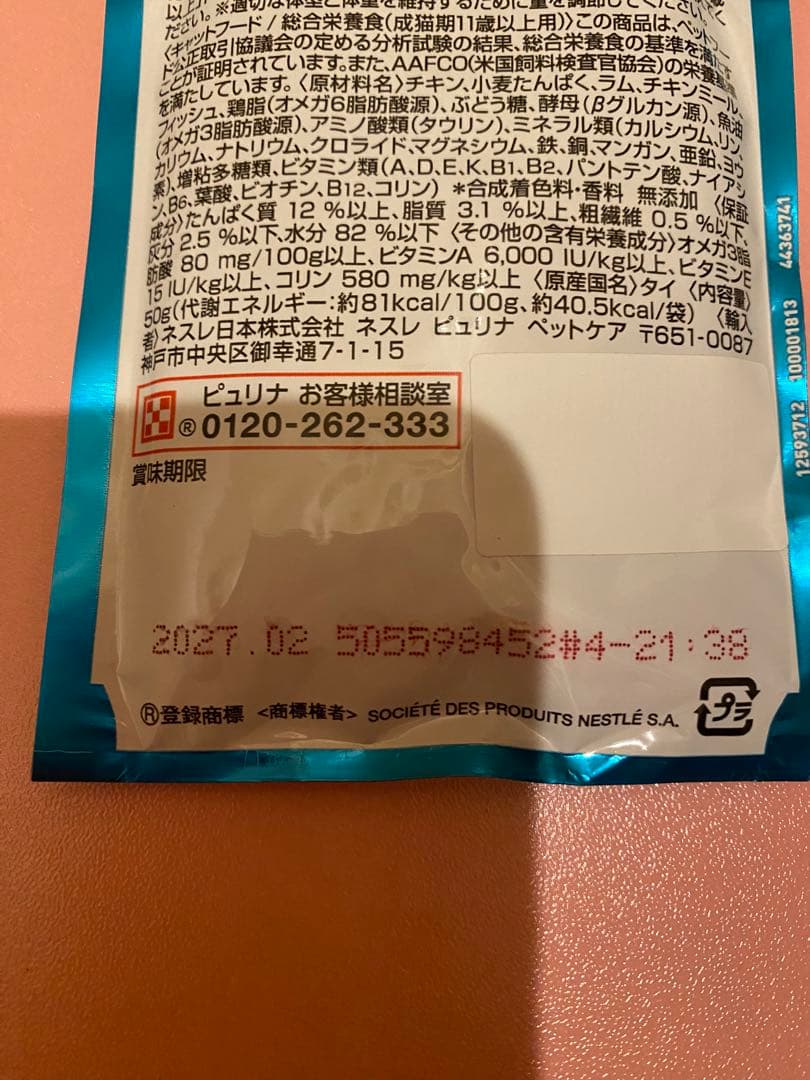 ださい。※適切な体型と体重を維持するために量を調節してください。
〈キャットフード / 総合栄養食(成猫期11歳以上用)〉この商品は、ペットフー
ド公正取引協議会の定める分析試験の結果、総合栄養食の基準を満たす
ことが証明されています。また、AAFCO(米国飼料検査官協会)の栄養基準
を満たしています。〈原材料名〉チキン、小麦たんぱく、ラム、チキンミール、
フィッシュ、鶏脂(オメガ6脂肪酸源)、ぶどう糖、酵母(βグルカン源)、魚油
(オメガ3脂肪酸源)、アミノ酸類(タウリン)、ミネラル類(カルシウム、リン、
カリウム、ナトリウム、クロライド、マグネシウム、鉄、銅、マンガン、亜鉛、ヨウ
素)、増粘多糖類、ビタミン類(A、D、E、K、B1、B2、パントテン酸、ナイアシ
ン、B6、葉酸、ビオチン、B12、コリン) *合成着色料・香料 無添加 〈保証
成分〉たんぱく質 12 %以上、脂質 3.1 %以上、粗繊維 0.5 %以下、
灰分 2.5 %以下、水分 82 %以下 〈その他の含有栄養成分〉オメガ3脂
肪酸 80 mg/100g以上、ビタミンA 6,000 IU/kg以上、ビタミンE
15 IU/kg以上、コリン 580 mg/kg以上 〈原産国名〉タイ 〈内容量〉
50g(代謝エネルギー:約81kcal/100g、約40.5kcal/袋) 〈輸入
者〉ネスレ日本株式会社 ネスレ ピュリナ ペットケア 〒651-0087
神戸市中央区御幸通7-1-15
ピュリナ お客様相談室
® 0120-262-333
賞味期限
2027.02 505598452#4-21:38
®登録商標 <商標権者> SOCIÉTÉ DES PRODUITS NESTLÉ S.A.
プラ
12593712 100001813 44363741